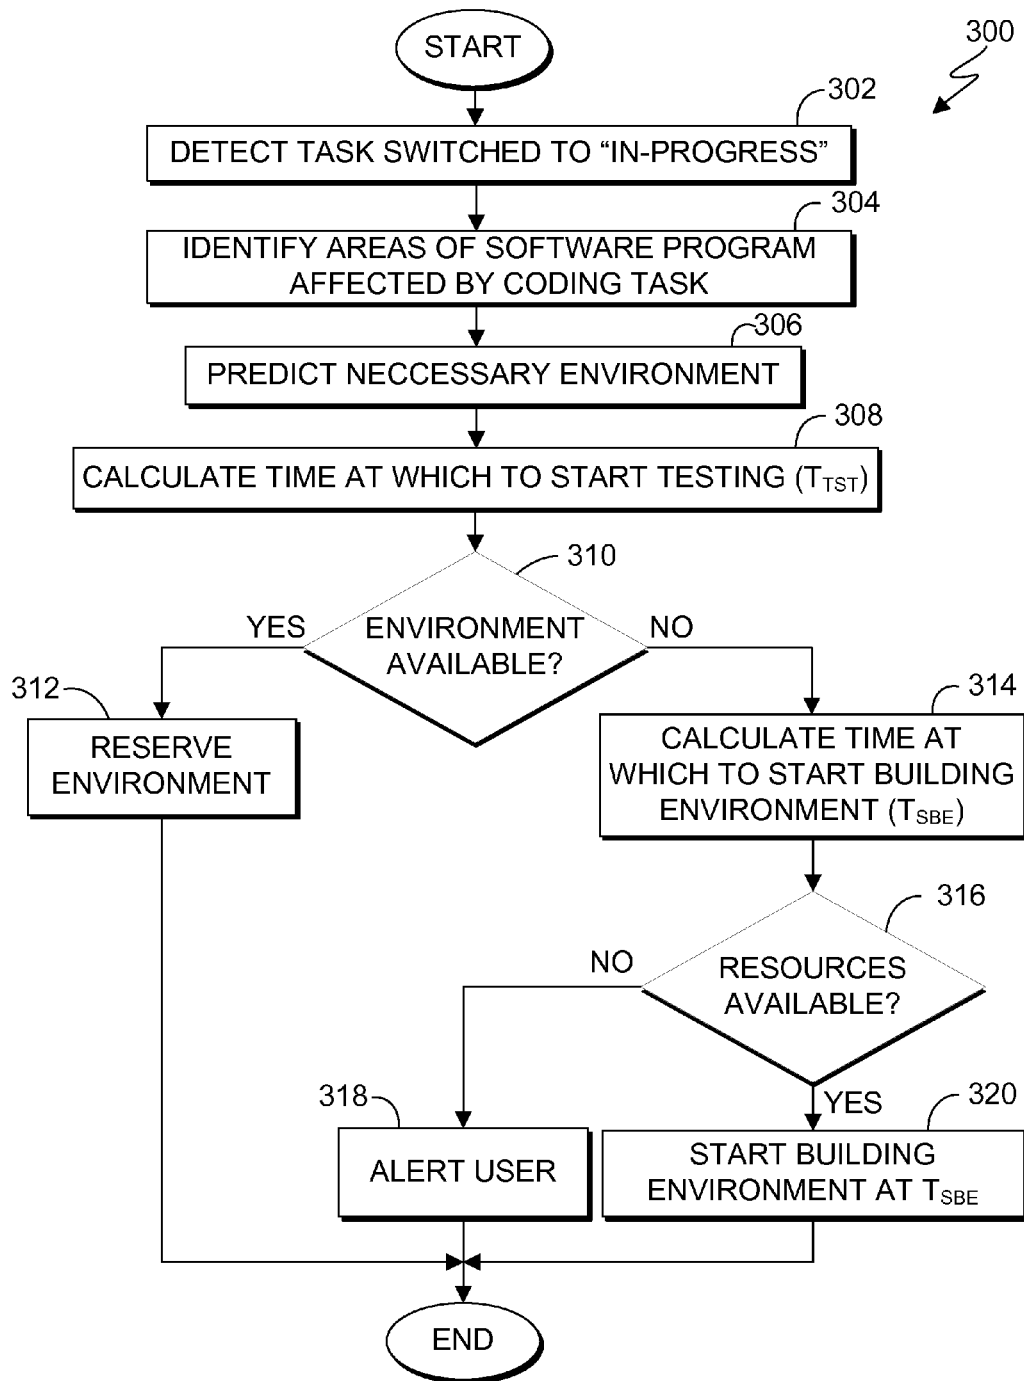 START
300
302
DETECT TASK SWITCHED TO “IN-PROGRESS”
304
IDENTIFY AREAS OF SOFTWARE PROGRAM
AFFECTED BY CODING TASK
306
PREDICT NECCESSARY ENVIRONMENT
308
CALCULATE TIME AT WHICH TO START TESTING (TTST)
310
ENVIRONMENT
AVAILABLE?
YES
NO
312
RESERVE
ENVIRONMENT
314
CALCULATE TIME AT
WHICH TO START BUILDING
ENVIRONMENT (TSBE)
316
RESOURCES
AVAILABLE?
NO
YES
318
ALERT USER
320
START BUILDING
ENVIRONMENT AT TSBE
END